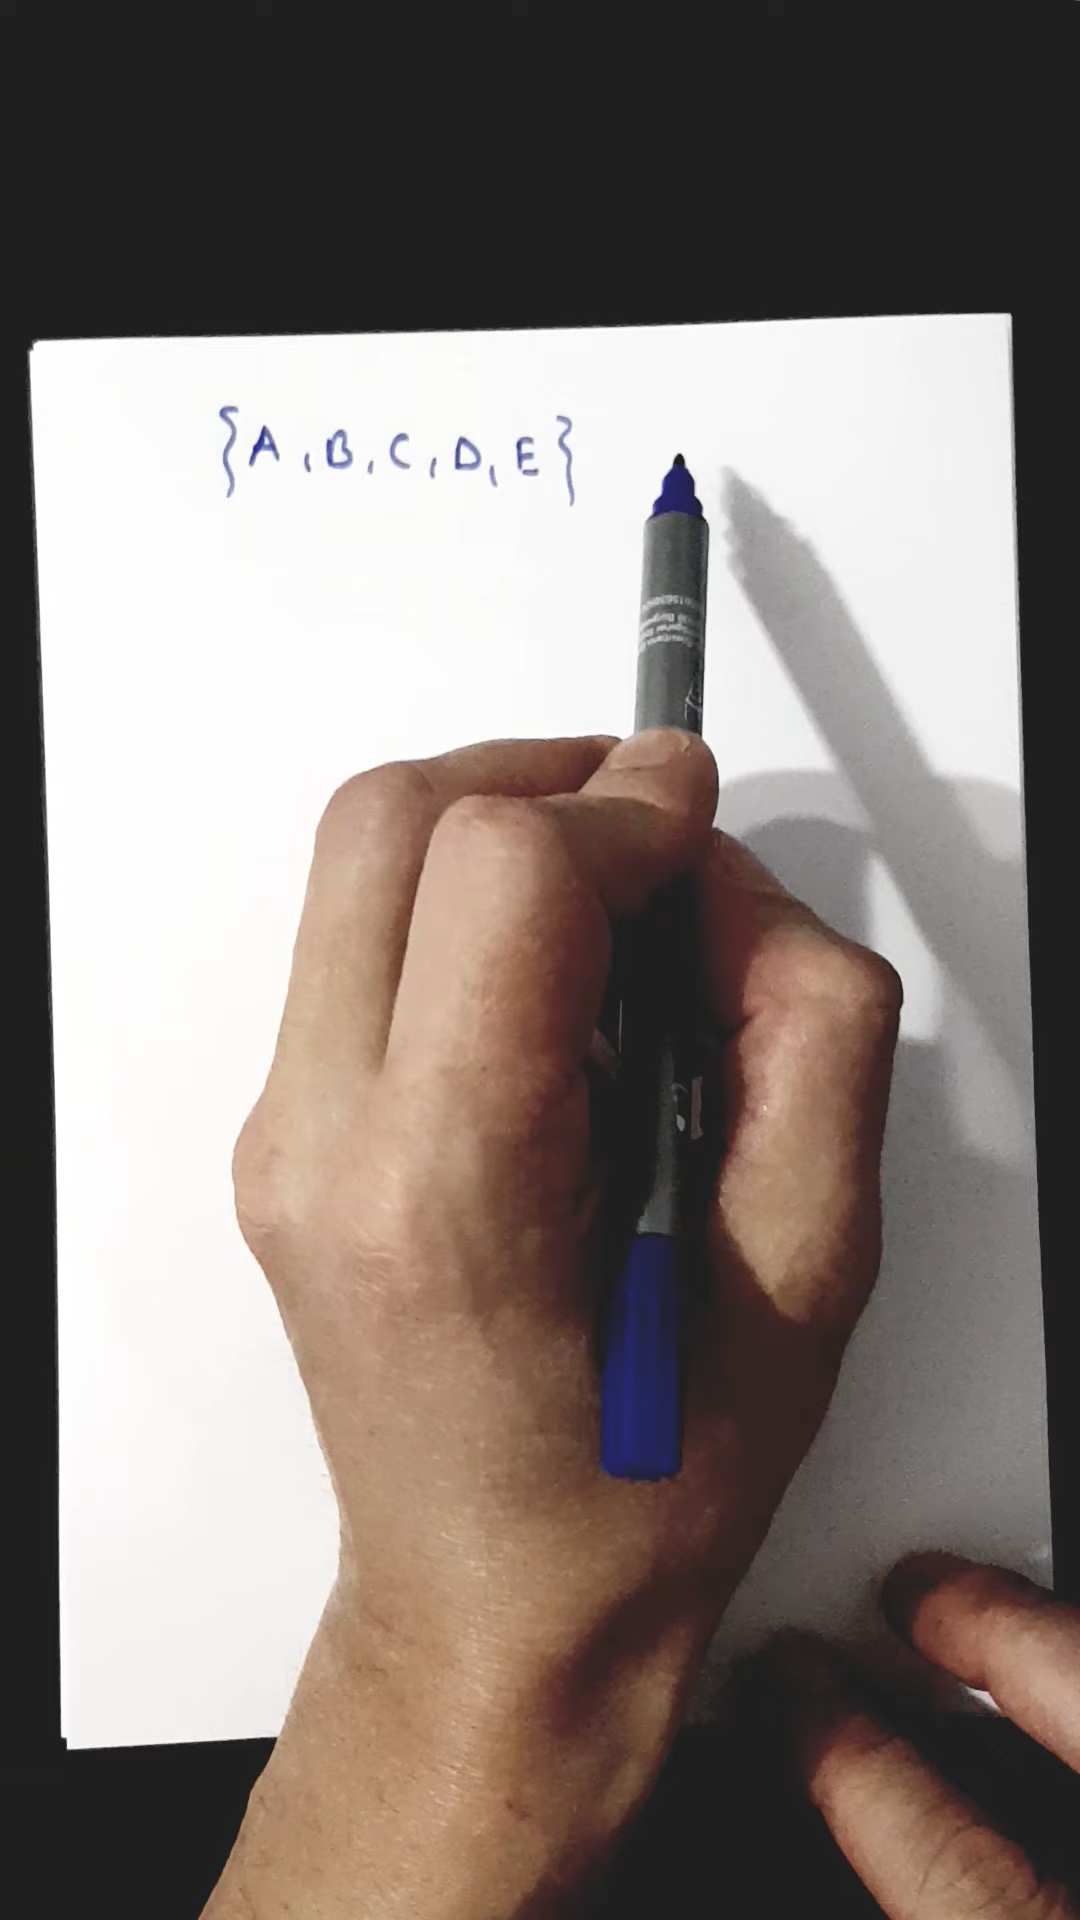 {A, B, C, D, E}